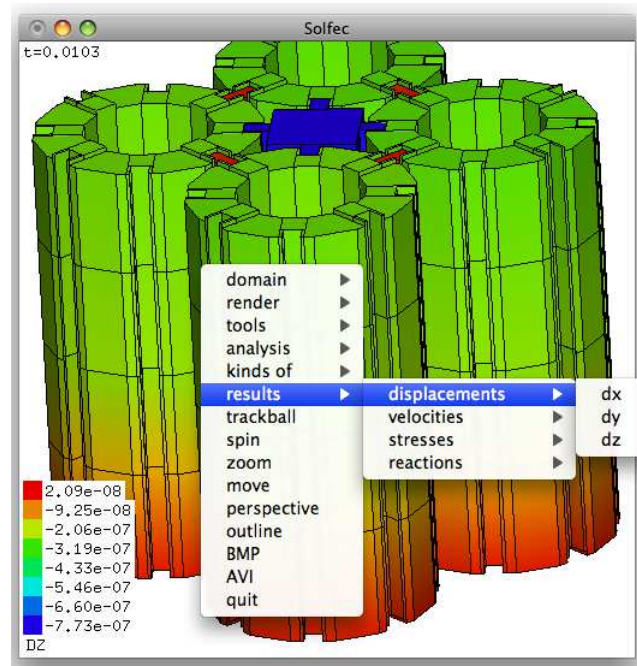 Solfec
t=0.0103
domain
render
tools
analysis
kinds of
results
trackball
spin
zoom
move
perspective
outline
BMP
AVI
quit
displacements
velocities
stresses
reactions
dx
dy
dz
2.09e-08
-9.25e-08
-2.06e-07
-3.19e-07
-4.33e-07
-5.46e-07
-6.60e-07
-7.73e-07
DZ